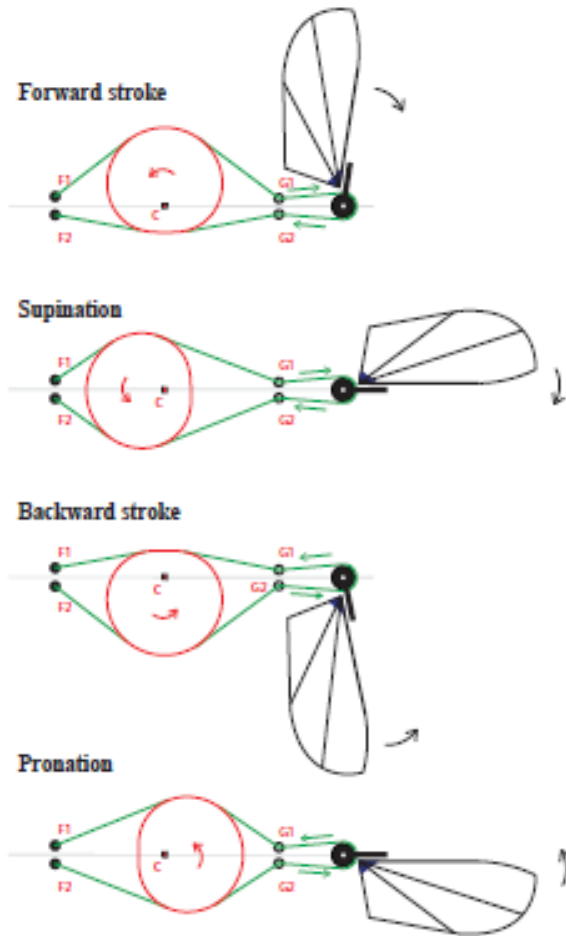 Forward stroke
F1
G1
C
F2
G2
Supination
F1
G1
C
F2
G2
Backward stroke
F1
G1
C
G2
F2
Pronation
F1
G1
C
F2
G2